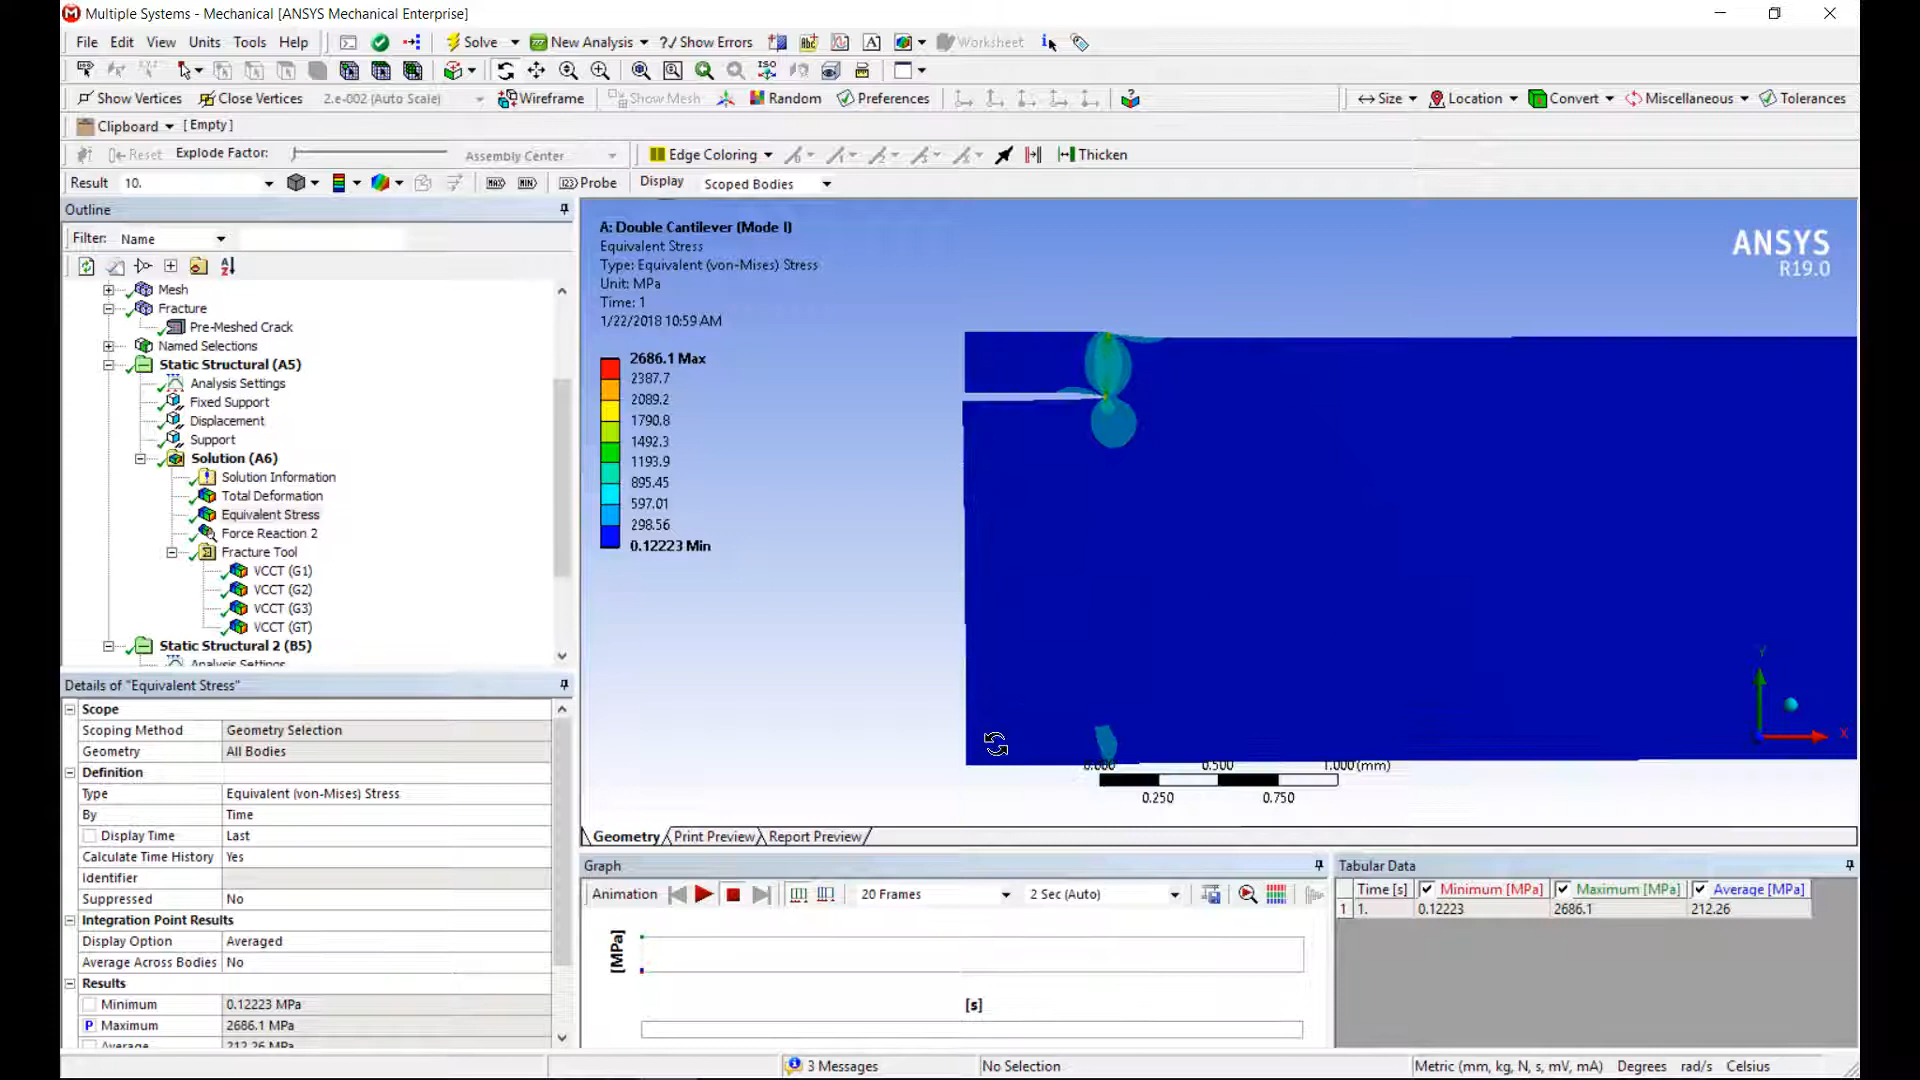 Multiple Systems - Mechanical [ANSYS Mechanical Enterprise]
File Edit View Units Tools Help Solve New Analysis ?/ Show Errors Worksheet
ISO
Show Vertices Close Vertices 2.e-002 (Auto Scale) Wireframe Show Mesh Random Preferences Size Location Convert Miscellaneous Tolerances
Clipboard [ Empty ]
Reset Explode Factor: Assembly Center Edge Coloring Thicken
Result 10. MAX MIN Probe Display Scoped Bodies
Outline
Filter: Name
Mesh
Fracture
Pre-Meshed Crack
Named Selections
Static Structural (A5)
Analysis Settings
Fixed Support
Displacement
Support
Solution (A6)
Solution Information
Total Deformation
Equivalent Stress
Force Reaction 2
Fracture Tool
VCCT (G1)
VCCT (G2)
VCCT (G3)
VCCT (GT)
Static Structural 2 (B5)
Analysis Settings
A: Double Cantilever (Mode I)
Equivalent Stress
Type: Equivalent (von-Mises) Stress
Unit: MPa
Time: 1
1/22/2018 10:59 AM
2686.1 Max
2387.7
2089.2
1790.8
1492.3
1193.9
895.45
597.01
298.56
0.12223 Min
ANSYS
R19.0
Y
X
0.000 0.500 1.000 (mm)
0.250 0.750
Geometry Print Preview Report Preview
Details of "Equivalent Stress"
Scope
Scoping Method Geometry Selection
Geometry All Bodies
Definition
Type Equivalent (von-Mises) Stress
By Time
Display Time Last
Calculate Time History Yes
Identifier
Suppressed No
Integration Point Results
Display Option Averaged
Average Across Bodies No
Results
Minimum 0.12223 MPa
P Maximum 2686.1 MPa
Average 212.26 MPa
Graph
Animation 20 Frames 2 Sec (Auto)
[MPa]
[s]
Tabular Data
Time [s] Minimum [MPa] Maximum [MPa] Average [MPa]
1 1. 0.12223 2686.1 212.26
3 Messages No Selection Metric (mm, kg, N, s, mV, mA) Degrees rad/s Celsius